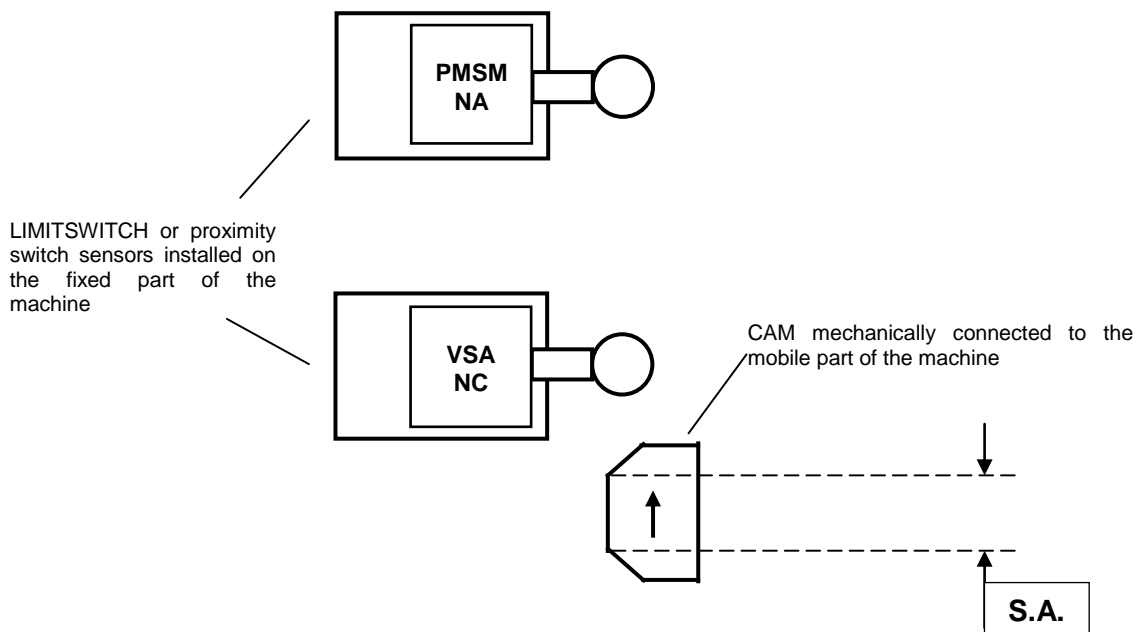 PMSM
NA
LIMITSWITCH or proximity
switch sensors installed on
the fixed part of the
machine
VSA
NC
CAM mechanically connected to the
mobile part of the machine
S.A.